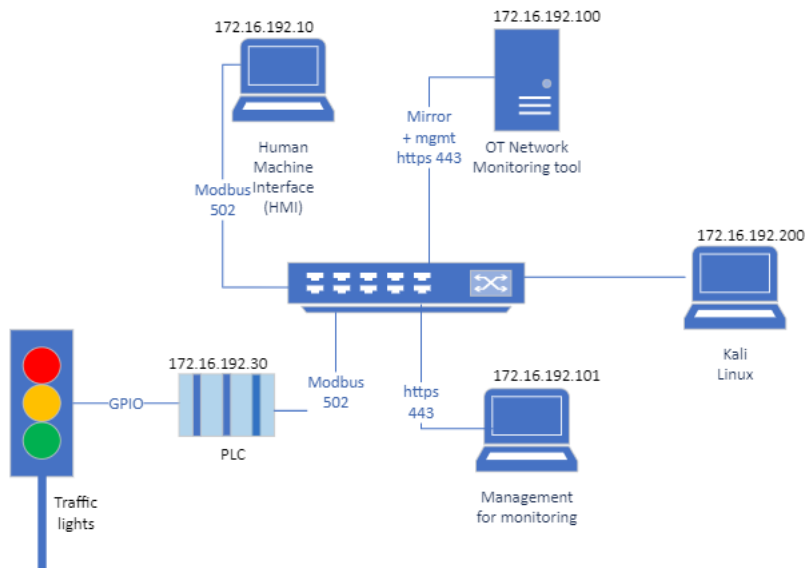 172.16.192.10
172.16.192.100
Mirror
+ mgmt
https 443
Human
Machine
Interface
(HMI)
OT Network
Monitoring tool
Modbus
502
172.16.192.200
Kali
Linux
172.16.192.30
Modbus
502
https
443
172.16.192.101
GPIO
PLC
Traffic
lights
Management
for monitoring